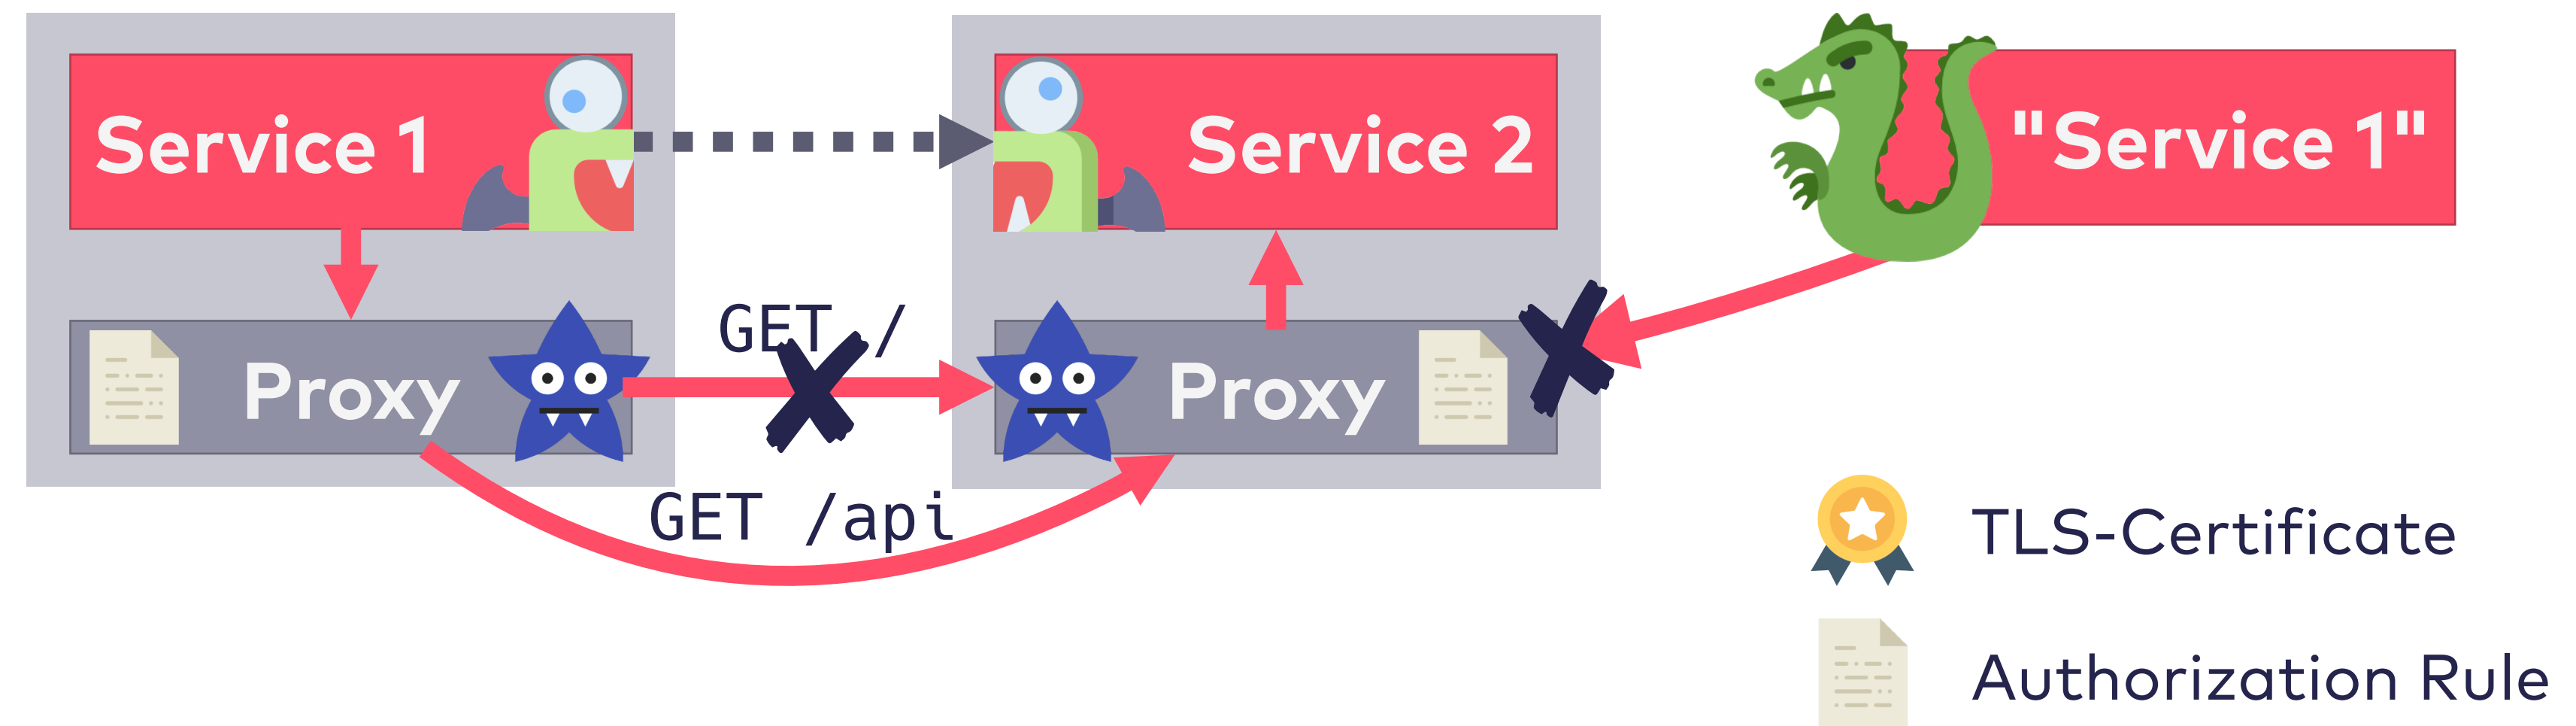 Service 1
Service 2
"Service 1"
GET /
Proxy
Proxy
GET /api
TLS-Certificate
Authorization Rule